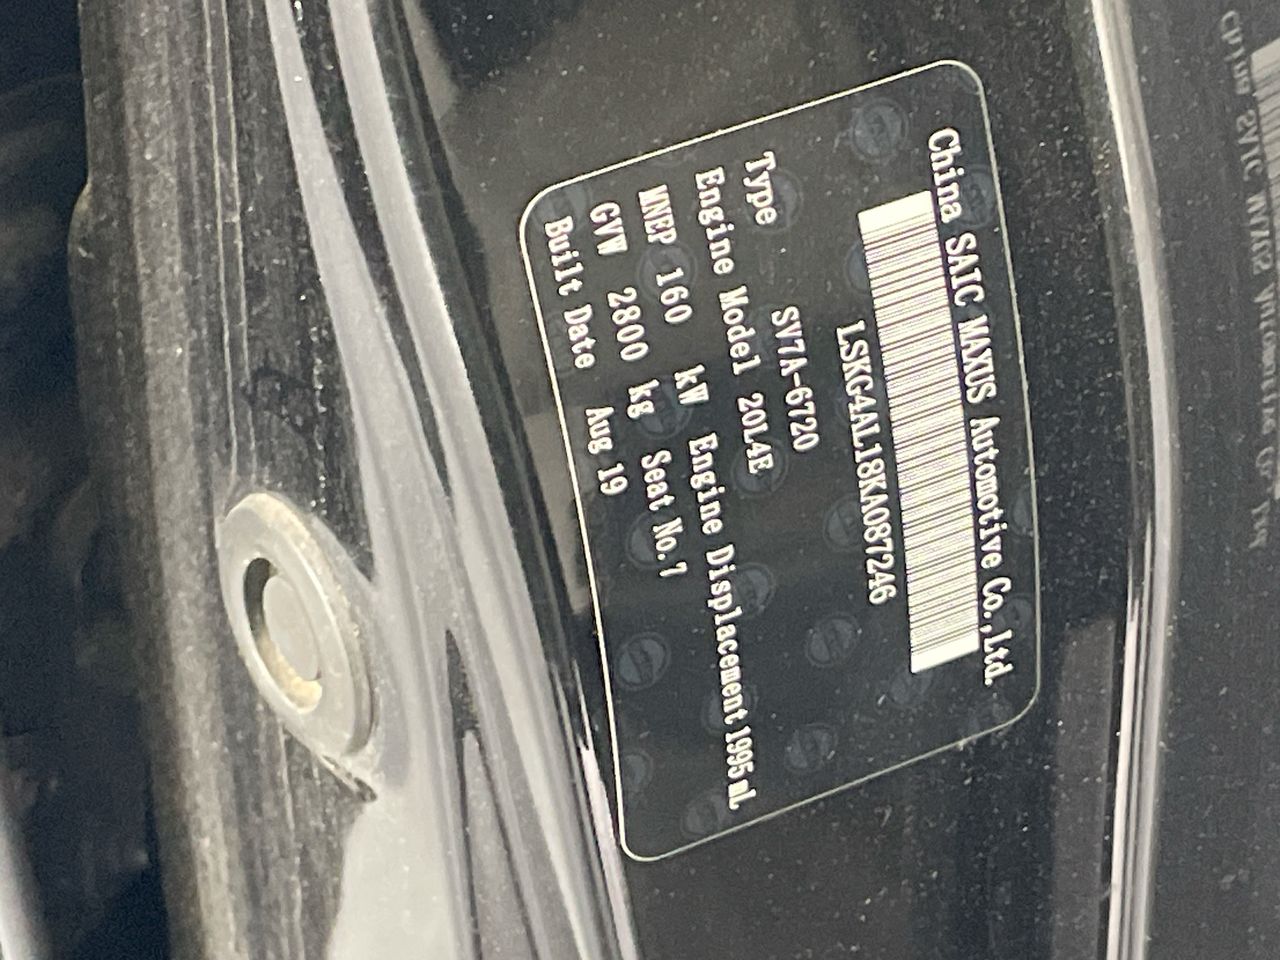 China SAIC MAXUS Automotive Co.,Ltd.
LSKG4AL18KA087246
Type SV7A-6720
Engine Model 20L4E
MNEP 160 kW Engine Displacement 1995 mL
GVW 2800 kg Seat No.7
Built Date Aug 19